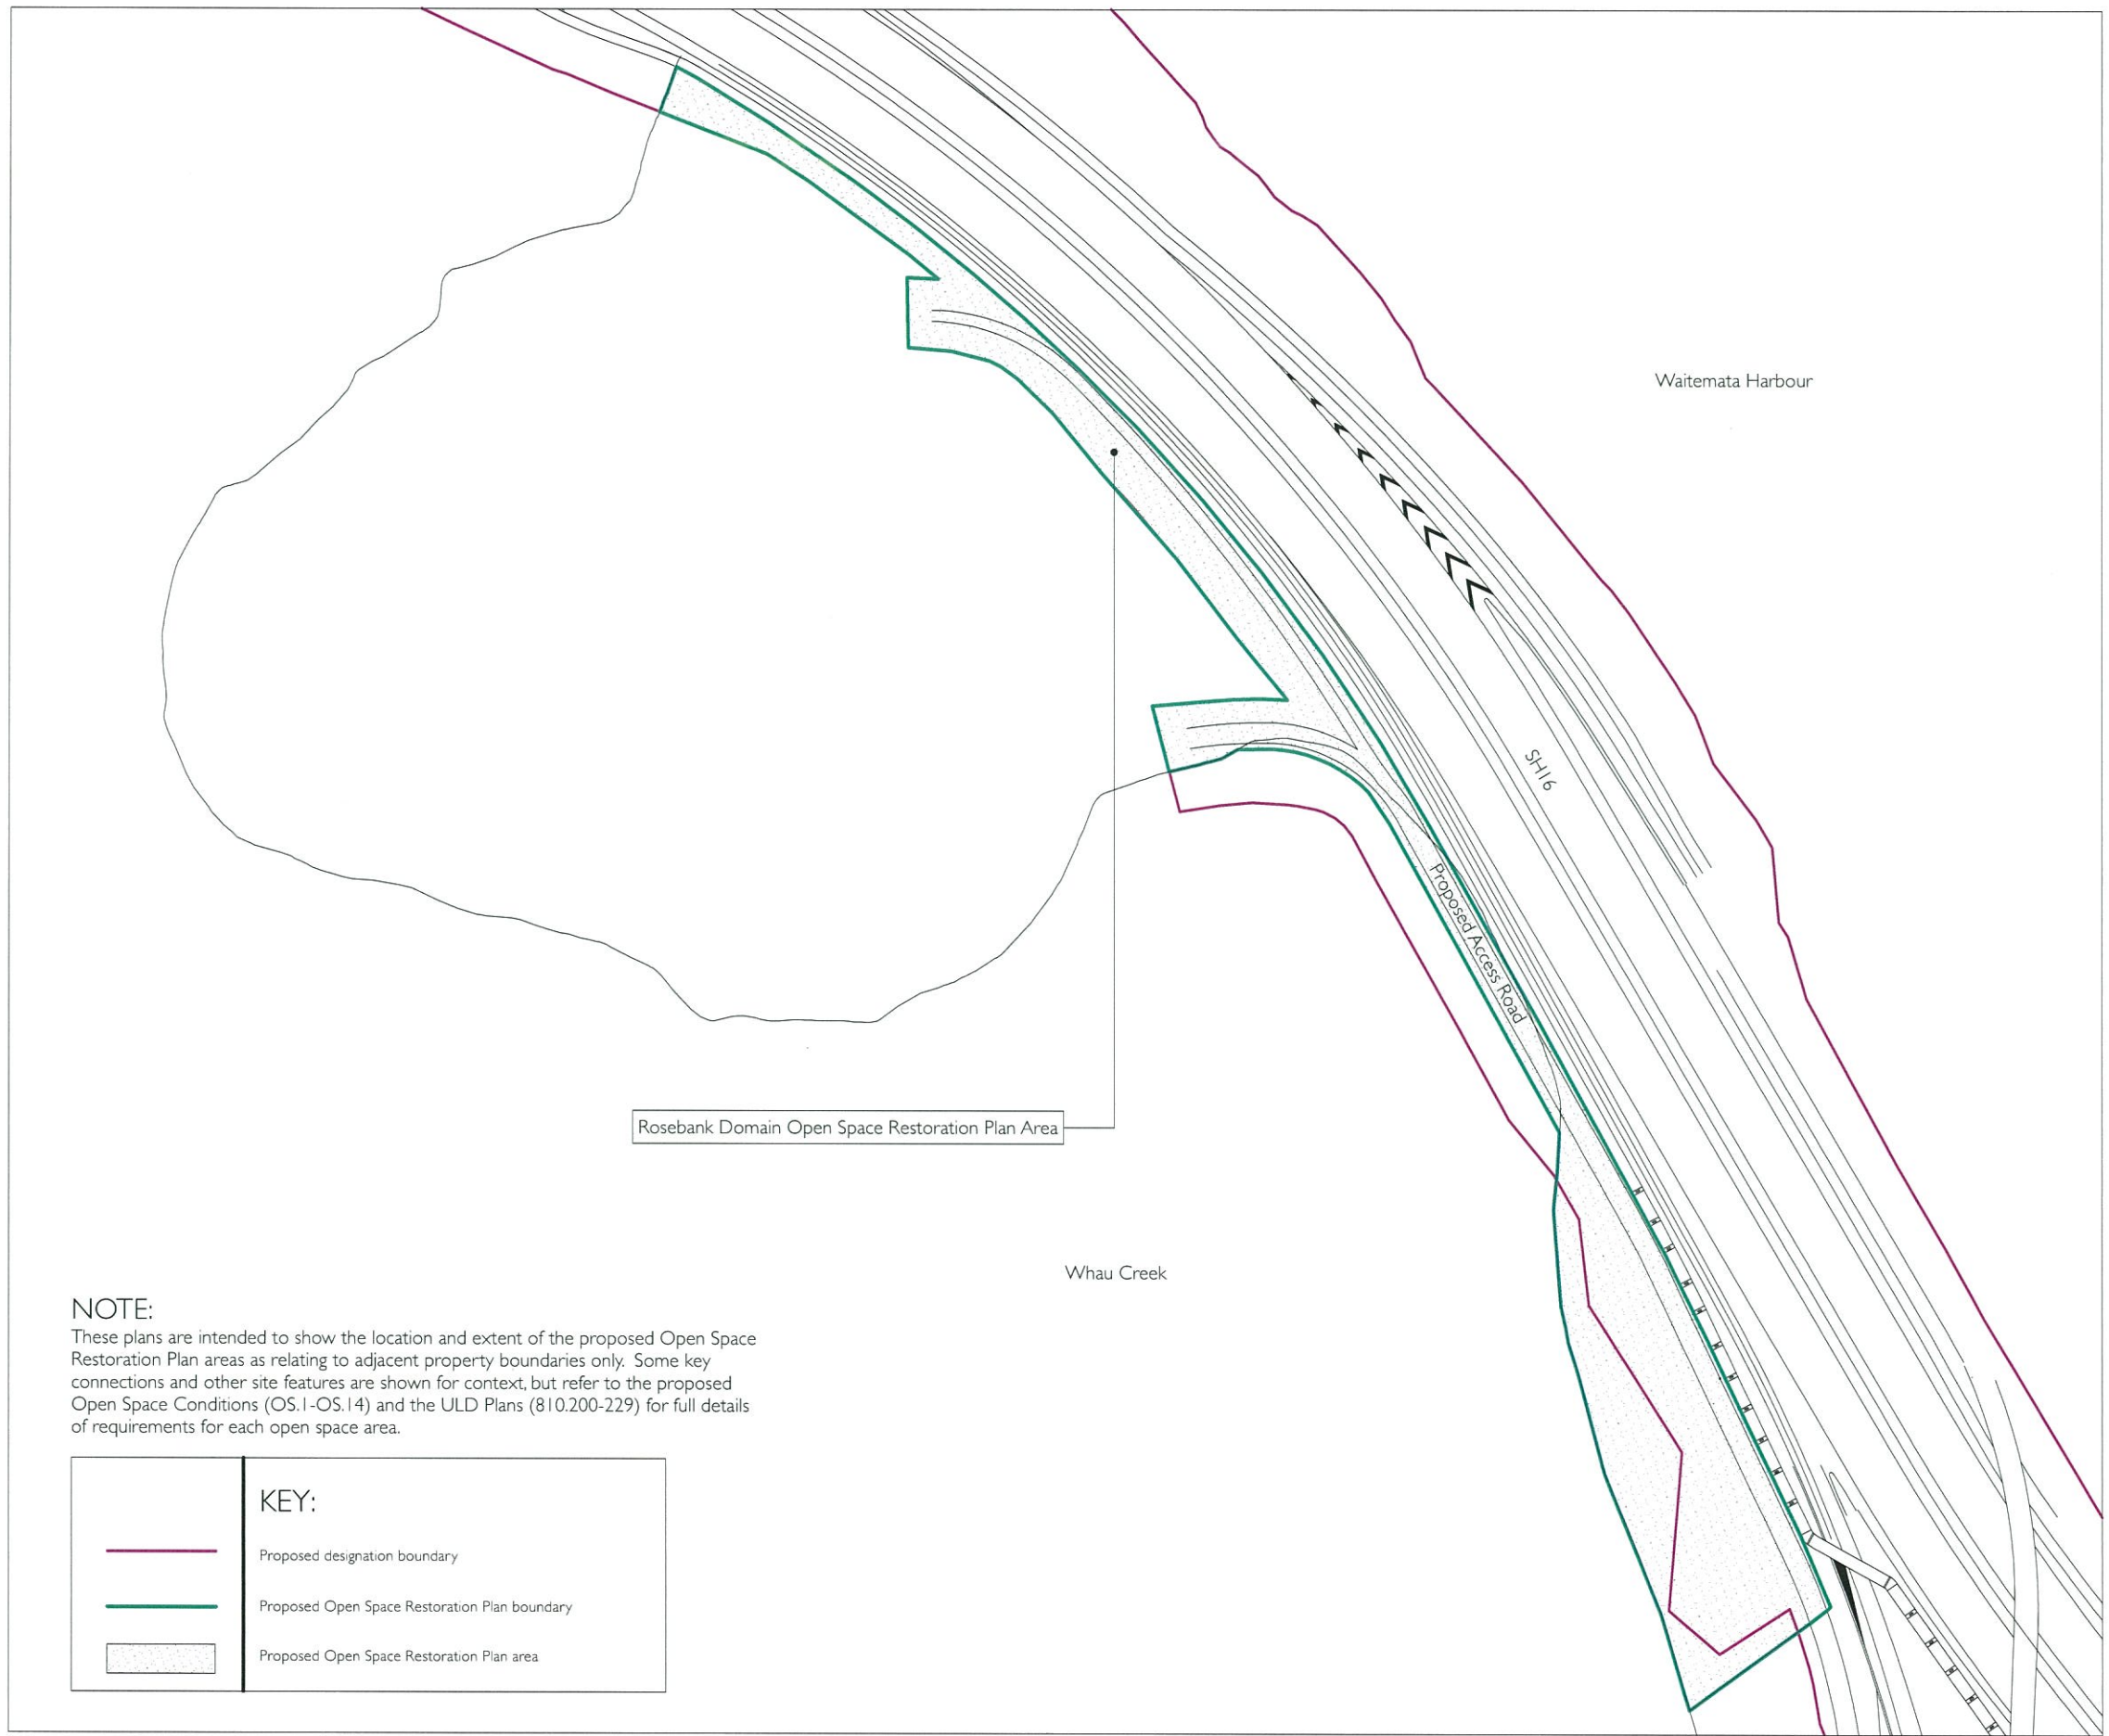 Waitemata Harbour
SH16
Proposed Access Road
Rosebank Domain Open Space Restoration Plan Area
Whau Creek
NOTE:
These plans are intended to show the location and extent of the proposed Open Space
Restoration Plan areas as relating to adjacent property boundaries only. Some key
connections and other site features are shown for context, but refer to the proposed
Open Space Conditions (OS.1-OS.14) and the ULD Plans (810.200-229) for full details
of requirements for each open space area.
KEY:
Proposed designation boundary
Proposed Open Space Restoration Plan boundary
Proposed Open Space Restoration Plan area